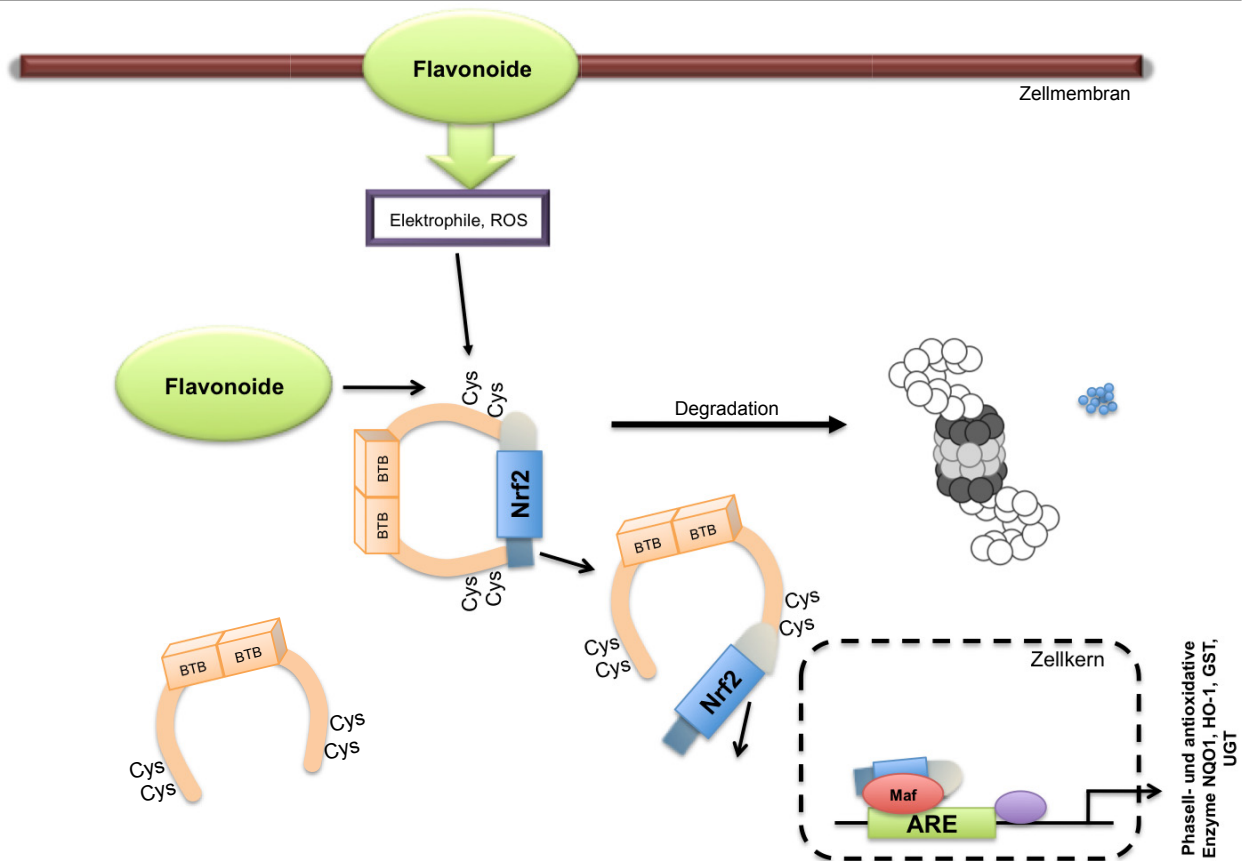 Flavonoide
Zellmembran
Elektrophile, ROS
Flavonoide
Cys
Cys
Degradation
BTB
BTB
Nrf2
Cys
Cys
BTB
BTB
Cys
Cys
Cys
Cys
Nrf2
BTB
BTB
Cys
Cys
Cys
Cys
Zellkern
Maf
ARE
PhaseII- und antioxidative
Enzyme NQO1, HO-1, GST,
UGT